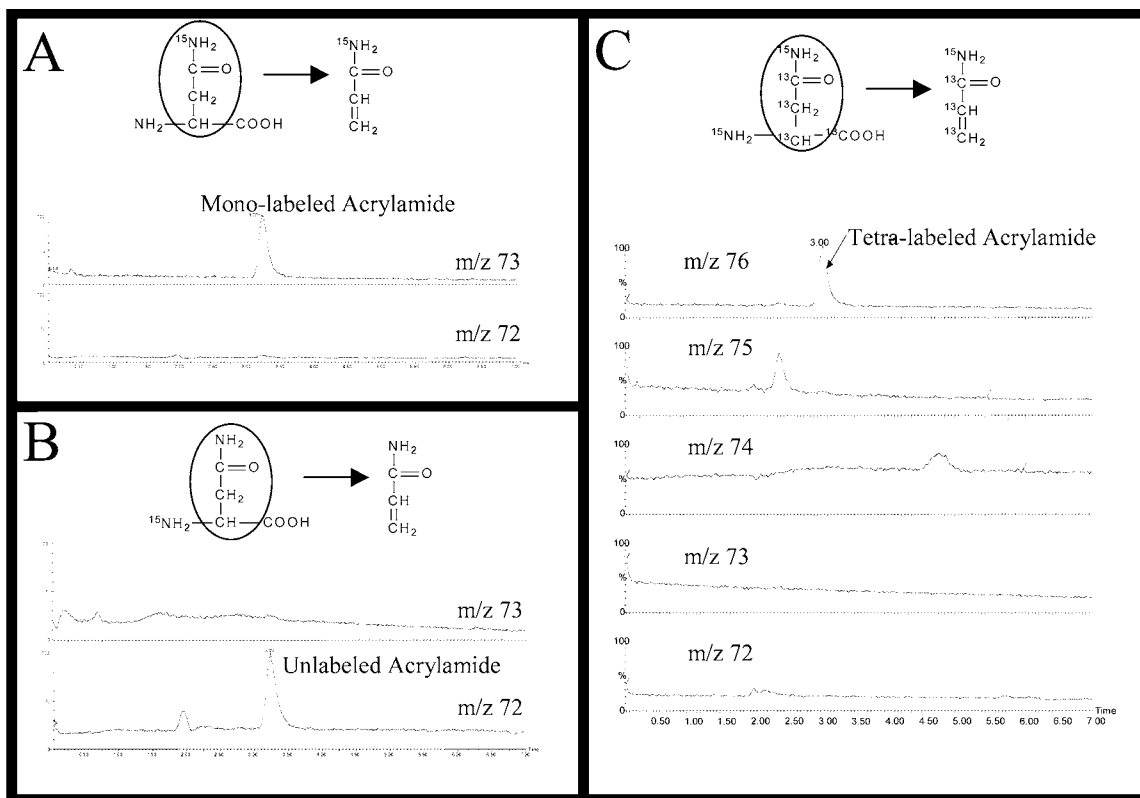 A
¹⁵NH₂
C=O
CH₂
NH₂ CH COOH
¹⁵NH₂
C=O
CH
CH₂
Mono-labeled Acrylamide
m/z 73
m/z 72
B
NH₂
C=O
CH₂
¹⁵NH₂ CH COOH
NH₂
C=O
CH
CH₂
m/z 73
Unlabeled Acrylamide
m/z 72
Time
C
¹⁵NH₂
¹³C=O
¹³CH₂
¹⁵NH₂ ¹³CH ¹³COOH
¹⁵NH₂
¹³C=O
¹³CH
¹³CH₂
3.00
Tetra-labeled Acrylamide
100
%
0
m/z 76
100
%
0
m/z 75
100
%
0
m/z 74
100
%
0
m/z 73
100
%
0
m/z 72
0.50 1.00 1.50 2.00 2.50 3.00 3.50 4.00 4.50 5.00 5.50 6.00 6.50 7.00
Time